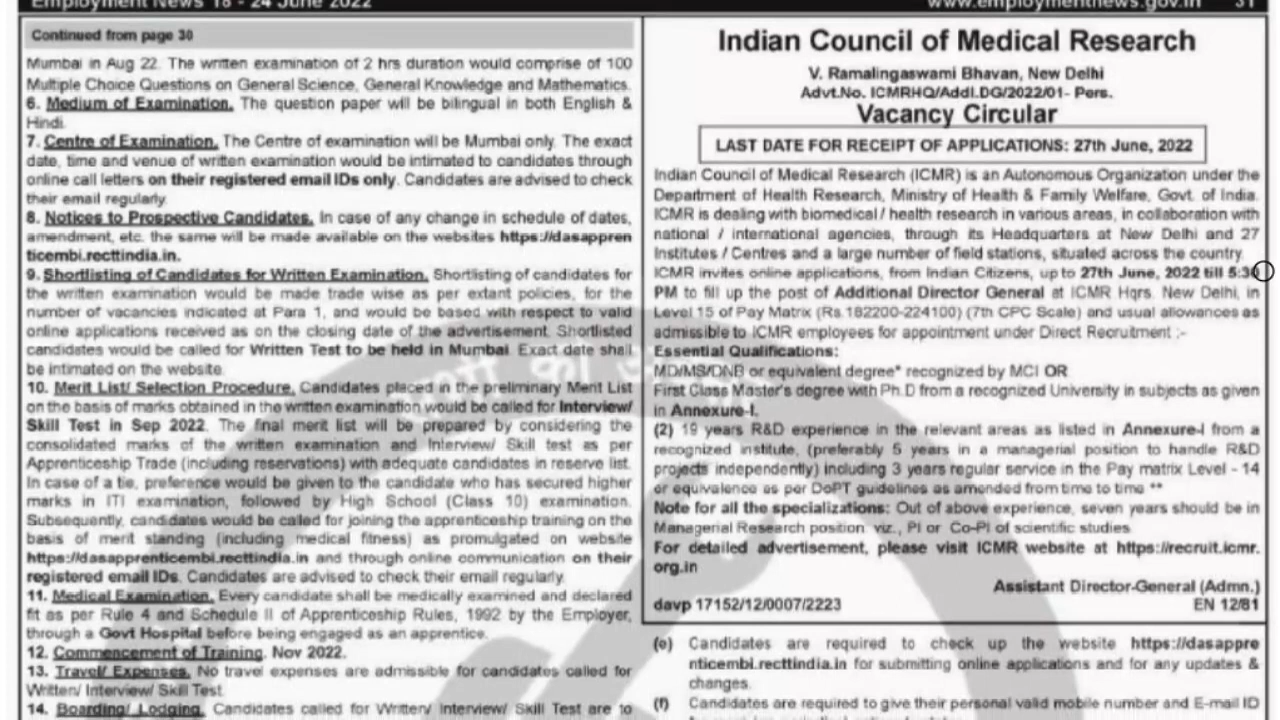 Employment News 18 - 24 June 2022
www.employmentnews.gov.in 31
Continued from page 30
Mumbai in Aug 22. The written examination of 2 hrs duration would comprise of 100
Multiple Choice Questions on General Science, General Knowledge and Mathematics.
6. Medium of Examination. The question paper will be bilingual in both English &
Hindi.
7. Centre of Examination. The Centre of examination will be Mumbai only. The exact
date, time and venue of written examination would be intimated to candidates through
online call letters on their registered email IDs only. Candidates are advised to check
their email regularly.
8. Notices to Prospective Candidates. In case of any change in schedule of dates,
amendment, etc. the same will be made available on the websites https://dasappren
ticembi.recttindia.in.
9. Shortlisting of Candidates for Written Examination. Shortlisting of candidates for
the written examination would be made trade wise as per extant policies, for the
number of vacancies indicated at Para 1, and would be based with respect to valid
online applications received as on the closing date of the advertisement. Shortlisted
candidates would be called for Written Test to be held in Mumbai. Exact date shall
be intimated on the website.
10. Merit List/ Selection Procedure. Candidates placed in the preliminary Merit List
on the basis of marks obtained in the written examination would be called for Interview/
Skill Test in Sep 2022. The final merit list will be prepared by considering the
consolidated marks of the written examination and Interview/ Skill test as per
Apprenticeship Trade (including reservations) with adequate candidates in reserve list.
In case of a tie, preference would be given to the candidate who has secured higher
marks in ITI examination, followed by High School (Class 10) examination.
Subsequently, candidates would be called for joining the apprenticeship training on the
basis of merit standing (including medical fitness) as promulgated on website
https://dasapprenticembi.recttindia.in and through online communication on their
registered email IDs. Candidates are advised to check their email regularly.
11. Medical Examination. Every candidate shall be medically examined and declared
fit as per Rule 4 and Schedule II of Apprenticeship Rules, 1992 by the Employer,
through a Govt Hospital before being engaged as an apprentice.
12. Commencement of Training. Nov 2022.
13. Travel/ Expenses. No travel expenses are admissible for candidates called for
Written/ Interview/ Skill Test.
14. Boarding/ Lodging. Candidates called for Written/ Interview/ Skill Test are to
Indian Council of Medical Research
V. Ramalingaswami Bhavan, New Delhi
Advt.No. ICMRHQ/Addl.DG/2022/01- Pers.
Vacancy Circular
LAST DATE FOR RECEIPT OF APPLICATIONS: 27th June, 2022
Indian Council of Medical Research (ICMR) is an Autonomous Organization under the
Department of Health Research, Ministry of Health & Family Welfare, Govt. of India.
ICMR is dealing with biomedical / health research in various areas, in collaboration with
national / international agencies, through its Headquarters at New Delhi and 27
Institutes / Centres and a large number of field stations, situated across the country.
ICMR invites online applications, from Indian Citizens, up to 27th June, 2022 till 5:30
PM to fill up the post of Additional Director General at ICMR Hqrs. New Delhi, in
Level 15 of Pay Matrix (Rs.182200-224100) (7th CPC Scale) and usual allowances as
admissible to ICMR employees for appointment under Direct Recruitment :-
Essential Qualifications:
MD/MS/DNB or equivalent degree* recognized by MCI OR
First Class Master's degree with Ph.D from a recognized University in subjects as given
in Annexure-I.
(2) 19 years R&D experience in the relevant areas as listed in Annexure-I from a
recognized institute, (preferably 5 years in a managerial position to handle R&D
projects independently) including 3 years regular service in the Pay matrix Level - 14
or equivalence as per DoPT guidelines as amended from time to time **
Note for all the specializations: Out of above experience, seven years should be in
Managerial Research position viz., PI or Co-PI of scientific studies
For detailed advertisement, please visit ICMR website at https://recruit.icmr.
org.in
Assistant Director-General (Admn.)
davp 17152/12/0007/2223 EN 12/81
(e) Candidates are required to check up the website https://dasappre
nticembi.recttindia.in for submitting online applications and for any updates &
changes.
(f) Candidates are required to give their personal valid mobile number and E-mail ID